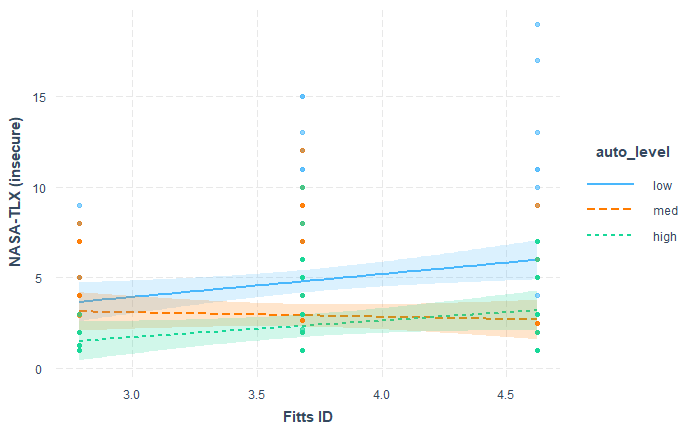 NASA-TLX (insecure)
15
10
5
0
3.0 3.5 4.0 4.5
Fitts ID
auto_level
low
med
high